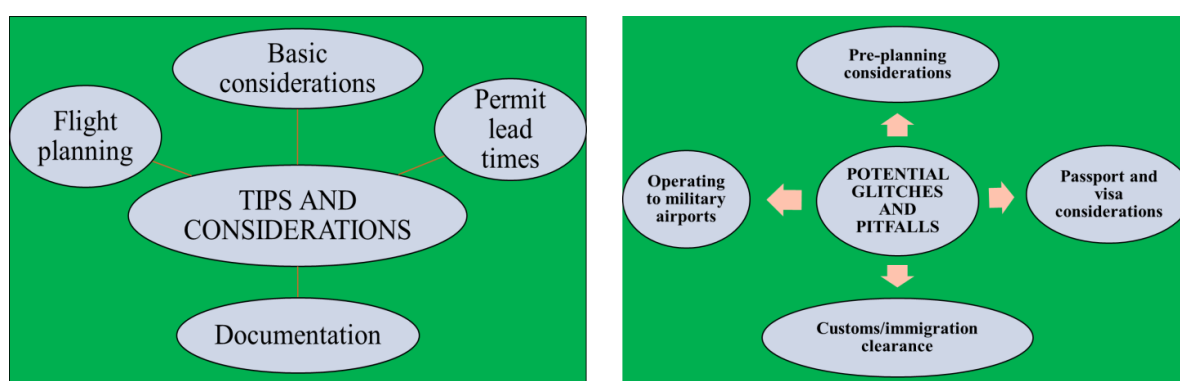 Basic
considerations
Flight
planning
Permit
lead
times
TIPS AND
CONSIDERATIONS
Documentation
Pre-planning
considerations
Operating
to military
airports
POTENTIAL
GLITCHES
AND
PITFALLS
Passport and
visa
considerations
Customs/immigration
clearance